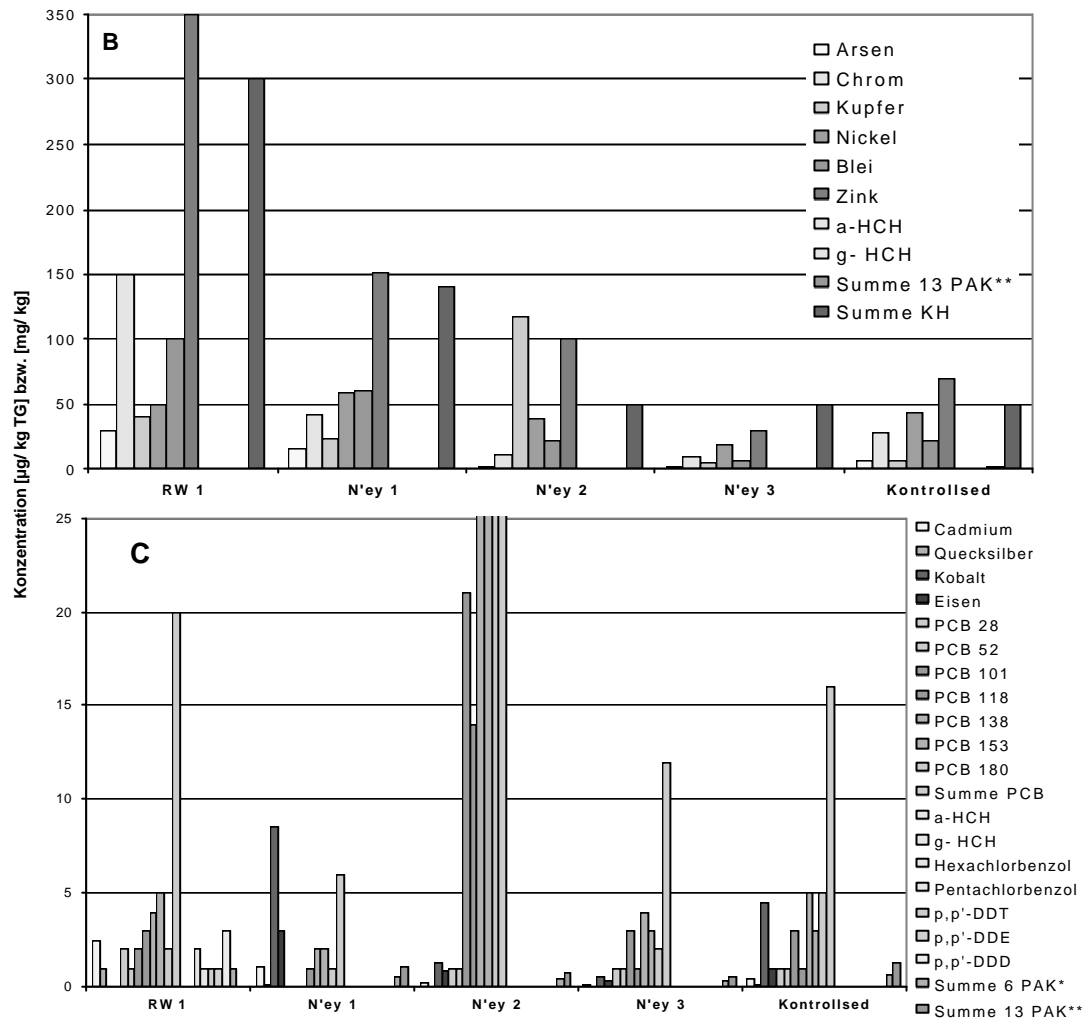 Konzentration [µg/ kg TG] bzw. [mg/ kg]
B
350
300
250
200
150
100
50
0
RW 1
N'ey 1
N'ey 2
N'ey 3
Kontrollsed
Arsen
Chrom
Kupfer
Nickel
Blei
Zink
a-HCH
g- HCH
Summe 13 PAK**
Summe KH
C
25
20
15
10
5
0
RW 1
N'ey 1
N'ey 2
N'ey 3
Kontrollsed
Cadmium
Quecksilber
Kobalt
Eisen
PCB 28
PCB 52
PCB 101
PCB 118
PCB 138
PCB 153
PCB 180
Summe PCB
a-HCH
g- HCH
Hexachlorbenzol
Pentachlorbenzol
p,p'-DDT
p,p'-DDE
p,p'-DDD
Summe 6 PAK*
Summe 13 PAK**